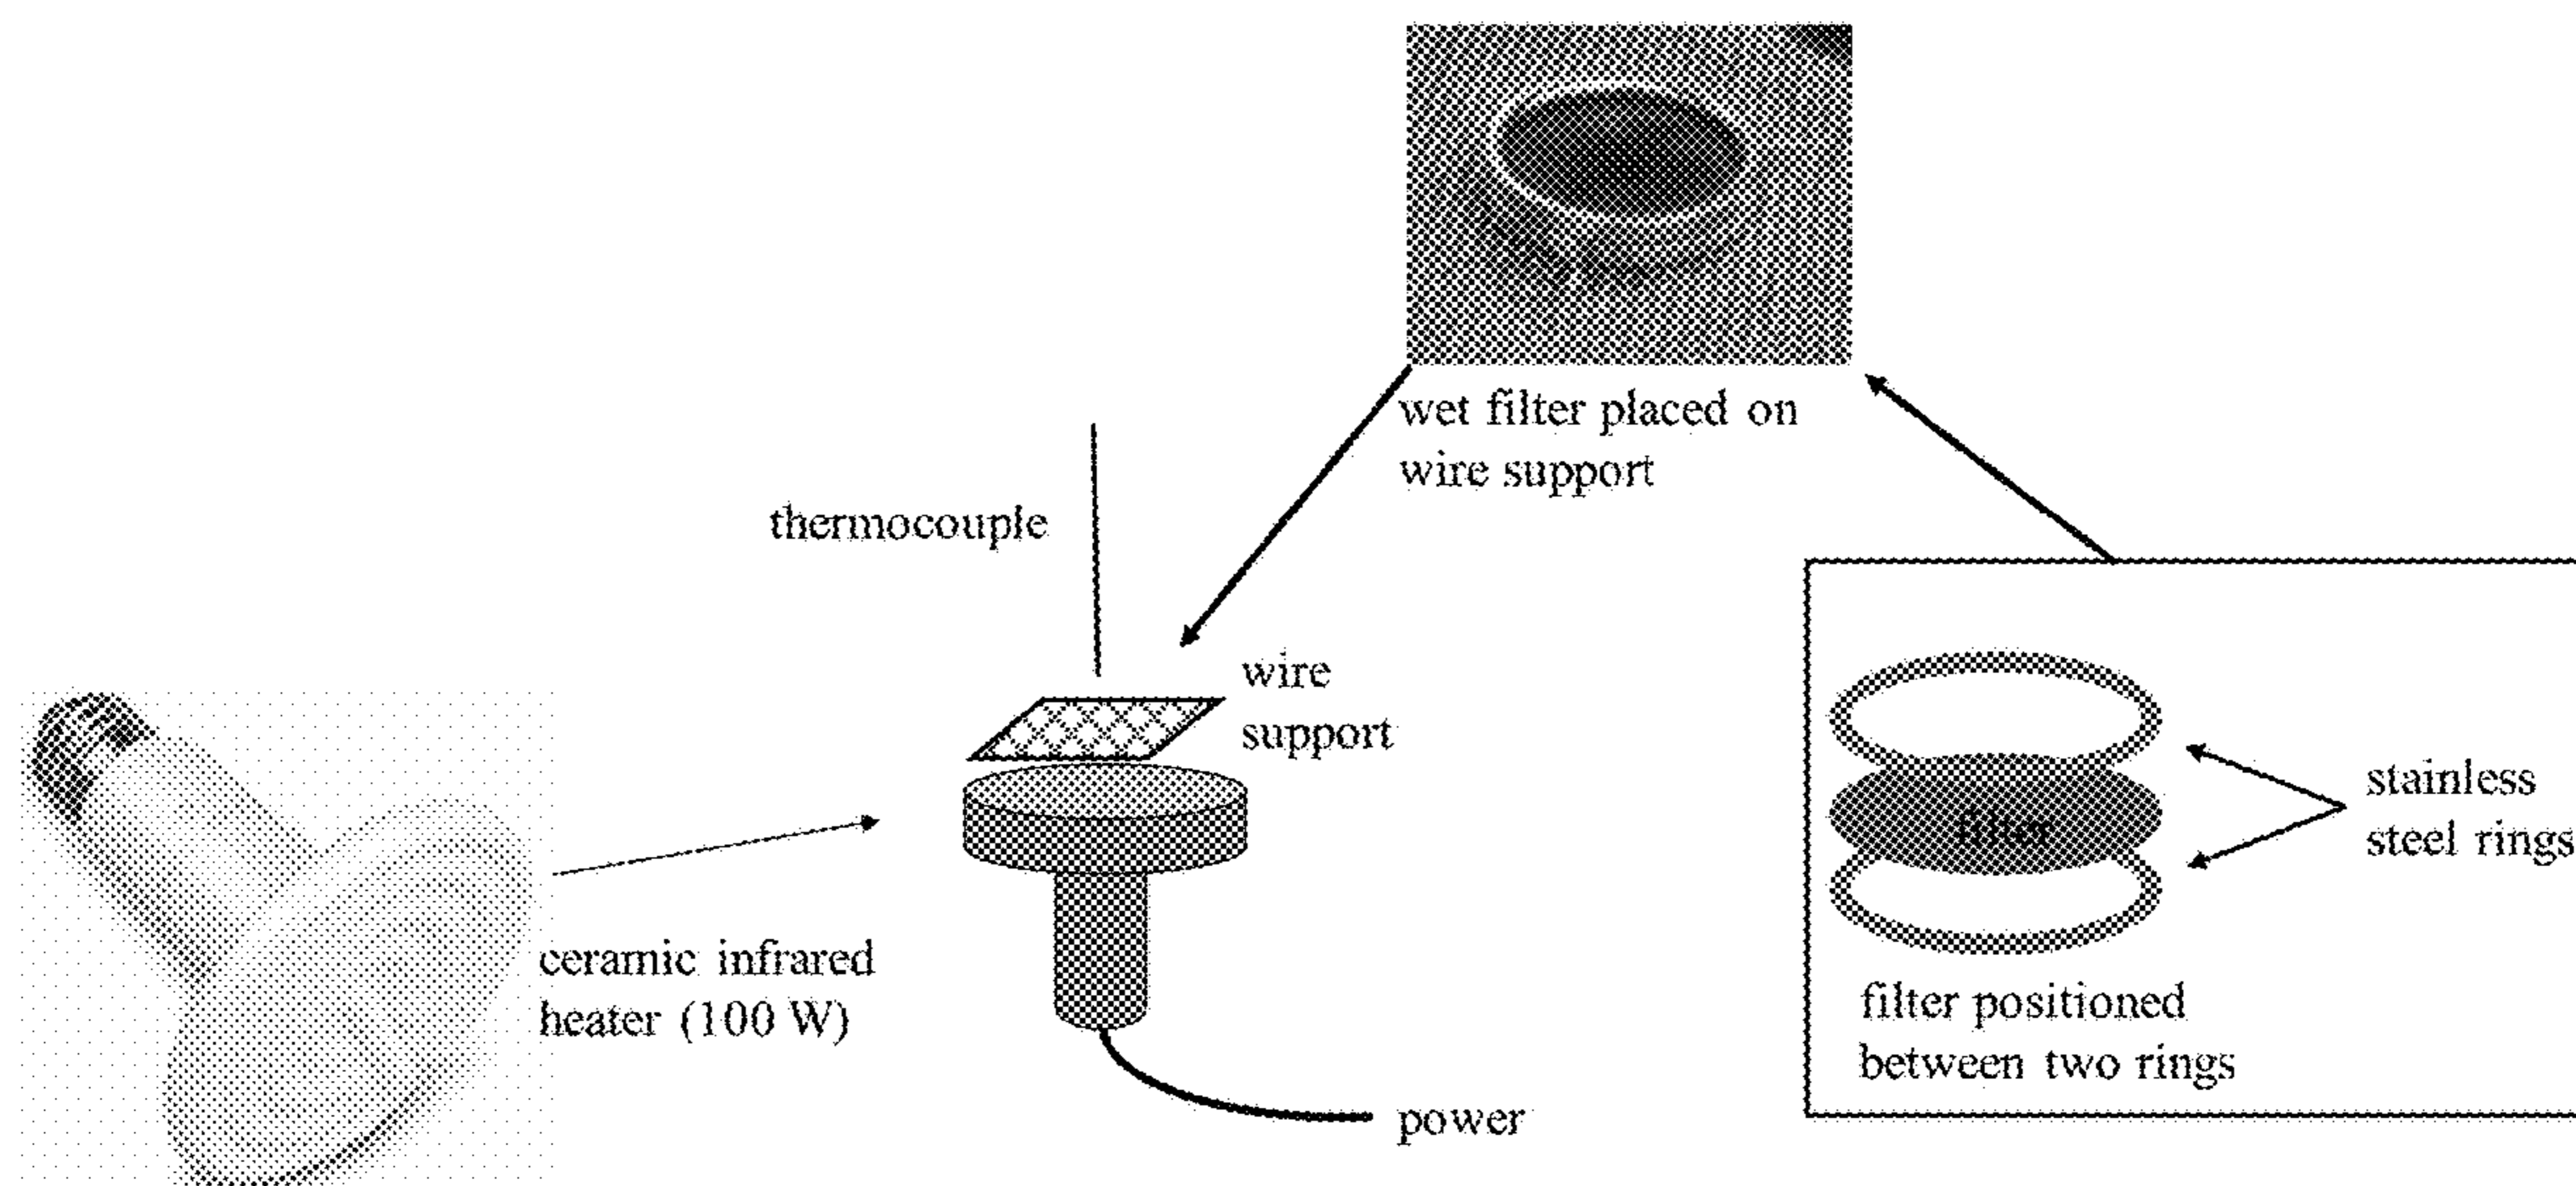 wet filter placed on
wire support
thermocouple
wire
support
ceramic infrared
heater (100 W)
power
filter
stainless
steel rings
filter positioned
between two rings